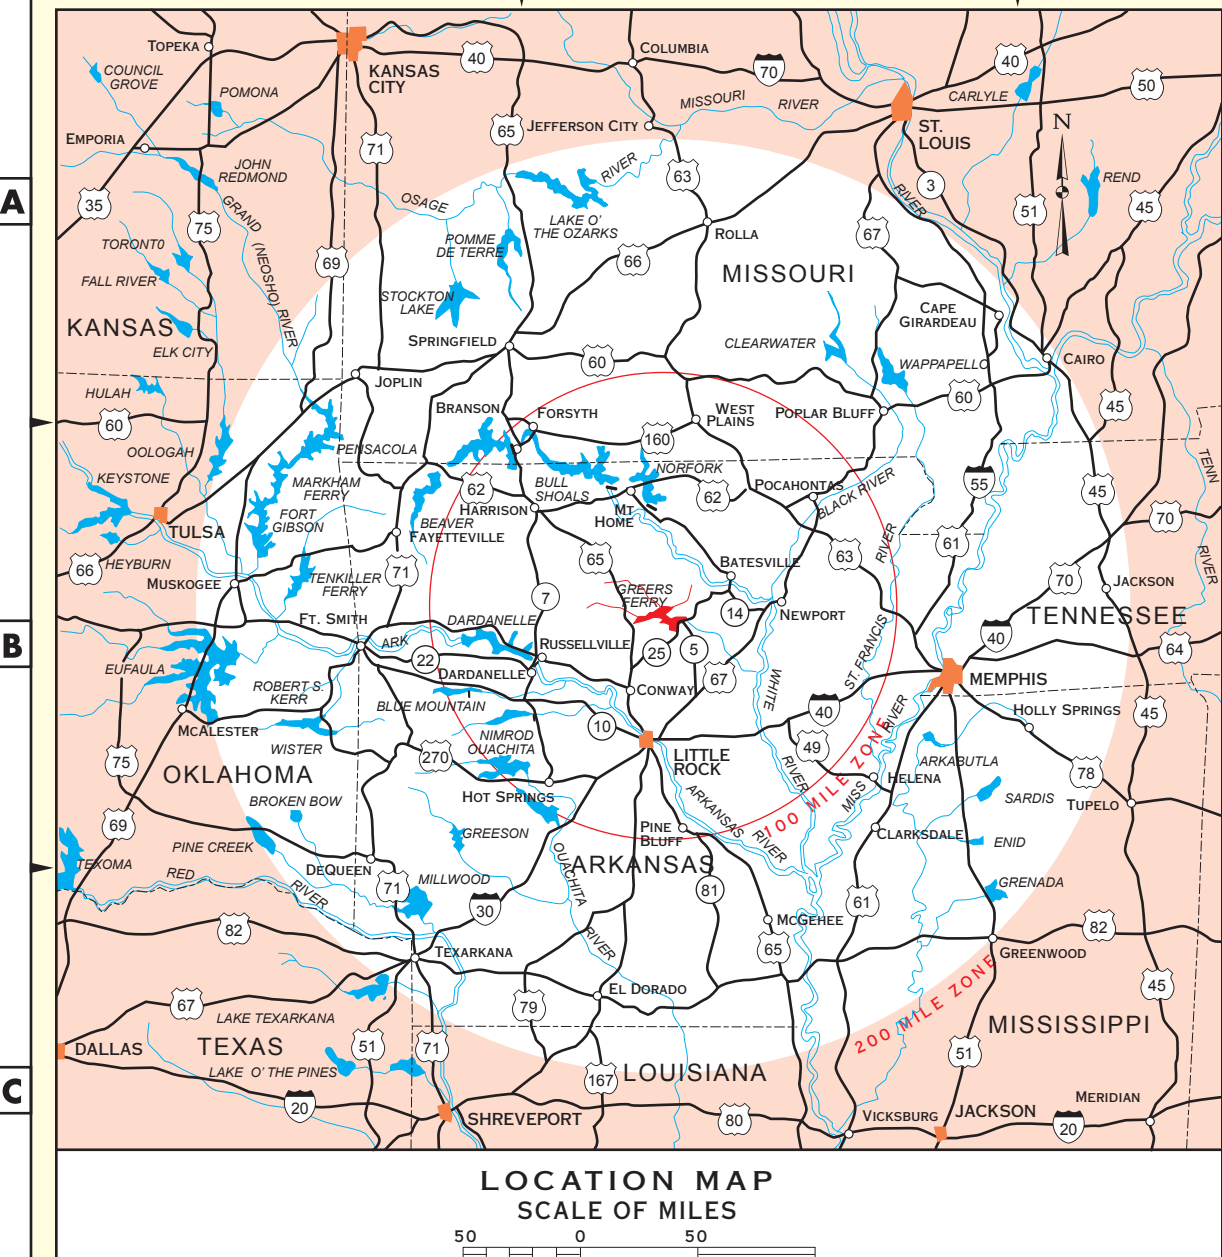 TOPEKA
COLUMBIA
40
70
40
50
KANSAS
CITY
COUNCIL
GROVE
POMONA
MISSOURI
RIVER
CARLYLE
EMPORIA
65
JEFFERSON CITY
ST.
LOUIS
N
71
JOHN
REDMOND
63
RIVER
3
REND
A
35
75
GRAND (NEOSHO) RIVER
OSAGE
RIVER
51
45
LAKE O'
THE OZARKS
ROLLA
67
TORONTO
69
POMME
DE TERRE
66
MISSOURI
FALL RIVER
STOCKTON
LAKE
CAPE
GIRARDEAU
KANSAS
SPRINGFIELD
CLEARWATER
ELK CITY
60
WAPPAPELLO
CAIRO
HULAH
JOPLIN
60
45
BRANSON
FORSYTH
WEST
PLAINS
POPLAR BLUFF
60
160
OOLOGAH
PENSACOLA
NORFORK
TENN
RIVER
KEYSTONE
MARKHAM
FERRY
62
BULL
SHOALS
62
POCAHONTAS
BLACK RIVER
55
45
HARRISON
MT
HOME
TULSA
FORT
GIBSON
BEAVER
FAYETTEVILLE
70
61
RIVER
66
HEYBURN
65
BATESVILLE
63
MUSKOGEE
TENKILLER
FERRY
71
70
JACKSON
GREERS
FERRY
7
14
NEWPORT
TENNESSEE
FT. SMITH
DARDANELLE
B
ARK
RUSSELLVILLE
25
5
ST. FRANCIS
40
64
22
EUFAULA
DARDANELLE
67
WHITE
RIVER
MEMPHIS
ROBERT S.
KERR
CONWAY
BLUE MOUNTAIN
40
RIVER
HOLLY SPRINGS
45
10
MCALESTER
NIMROD
49
WISTER
OUACHITA
LITTLE
ROCK
75
270
ARKABUTLA
OKLAHOMA
MISS
HELENA
78
HOT SPRINGS
SARDIS
BROKEN BOW
ARKANSAS
RIVER
100 MILE ZONE
TUPELO
69
GREESON
PINE
BLUFF
CLARKSDALE
PINE CREEK
ENID
TEXOMA
RED
RIVER
DEQUEEN
OUACHITA
RIVER
ARKANSAS
71
MILLWOOD
81
GRENADA
30
61
82
MCGEHEE
82
65
TEXARKANA
GREENWOOD
EL DORADO
45
67
79
LAKE TEXARKANA
200 MILE ZONE
MISSISSIPPI
DALLAS
TEXAS
51
71
51
LAKE O' THE PINES
167
LOUISIANA
C
20
SHREVEPORT
80
VICKSBURG
JACKSON
MERIDIAN
20
LOCATION MAP
SCALE OF MILES
50
0
50